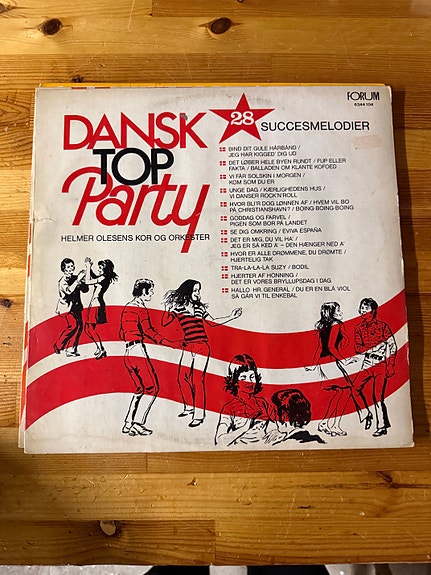 FORUM
6344 104
DANSK
TOP
Party
28
SUCCESMELODIER
HELMER OLESENS KOR OG ORKESTER
BIND DIT GULE HÅRBÅND /
JEG HAR KIGGED' DIG UD
DET LØBER HELE BYEN RUNDT / FUP ELLER
FAKTA / BALLADEN OM KLANTE KOFOED
VI FÅR SOLSKIN I MORGEN /
KOM SOM DU ER
UNGE DAG / KÆRLIGHEDENS HUS /
VI DANSER ROCK'N'ROLL
HVOR BU'R DOG LØNNEN AF / HVEM VIL BO
PÅ CHRISTIANSHAVN? / BOING BOING BOING
GODDAG OG FARVEL /
PIGEN SOM BOR PÅ LANDET
SE DIG OMKRING / EVIVA ESPAÑA
DET ER MIG, DU VIL HA' /
JEG ER SÅ KED A' – DEN HÆNGER NED A'
HVOR ER ALLE DRØMMENE, DU DRØMTE /
HJERTELIG TAK
TRA-LA-LA-LA SUZY / BODIL
HJERTER AF HONNING /
DET ER VORES BRYLLUPSDAG I DAG
HALLO HR. GENERAL / DU ER EN BLÅ VIOL
SÅ GÅR VI TIL ENKEBAL